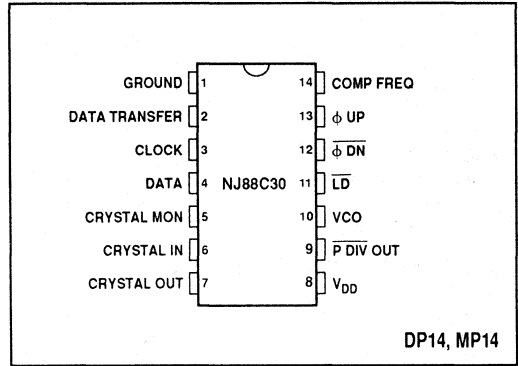 GROUND 1 14 COMP FREQ
DATA TRANSFER 2 13 ϕ UP
CLOCK 3 12 ϕ DN
DATA 4 NJ88C30 11 LD
CRYSTAL MON 5 10 VCO
CRYSTAL IN 6 9 P DIV OUT
CRYSTAL OUT 7 8 VDD
DP14, MP14